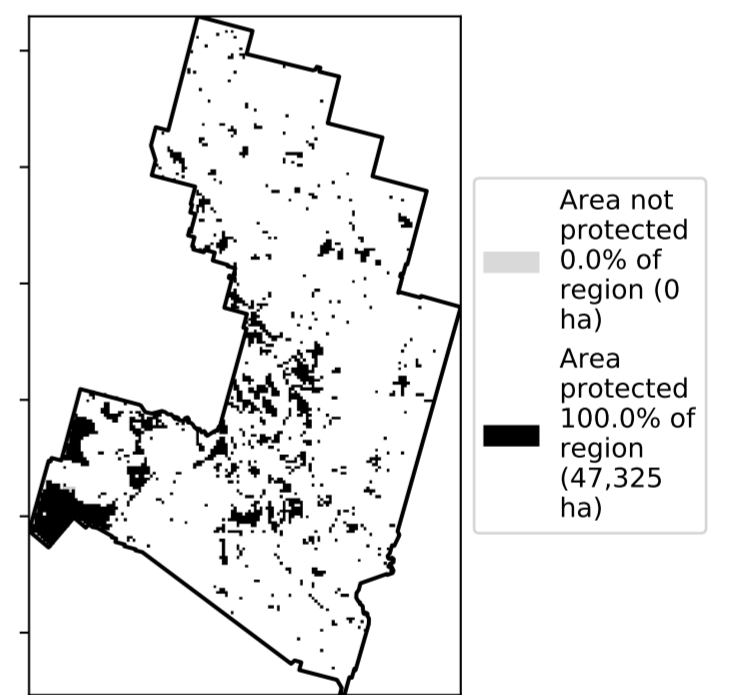 Area not
protected
0.0% of
region (0
ha)
Area
protected
100.0% of
region
(47,325
ha)